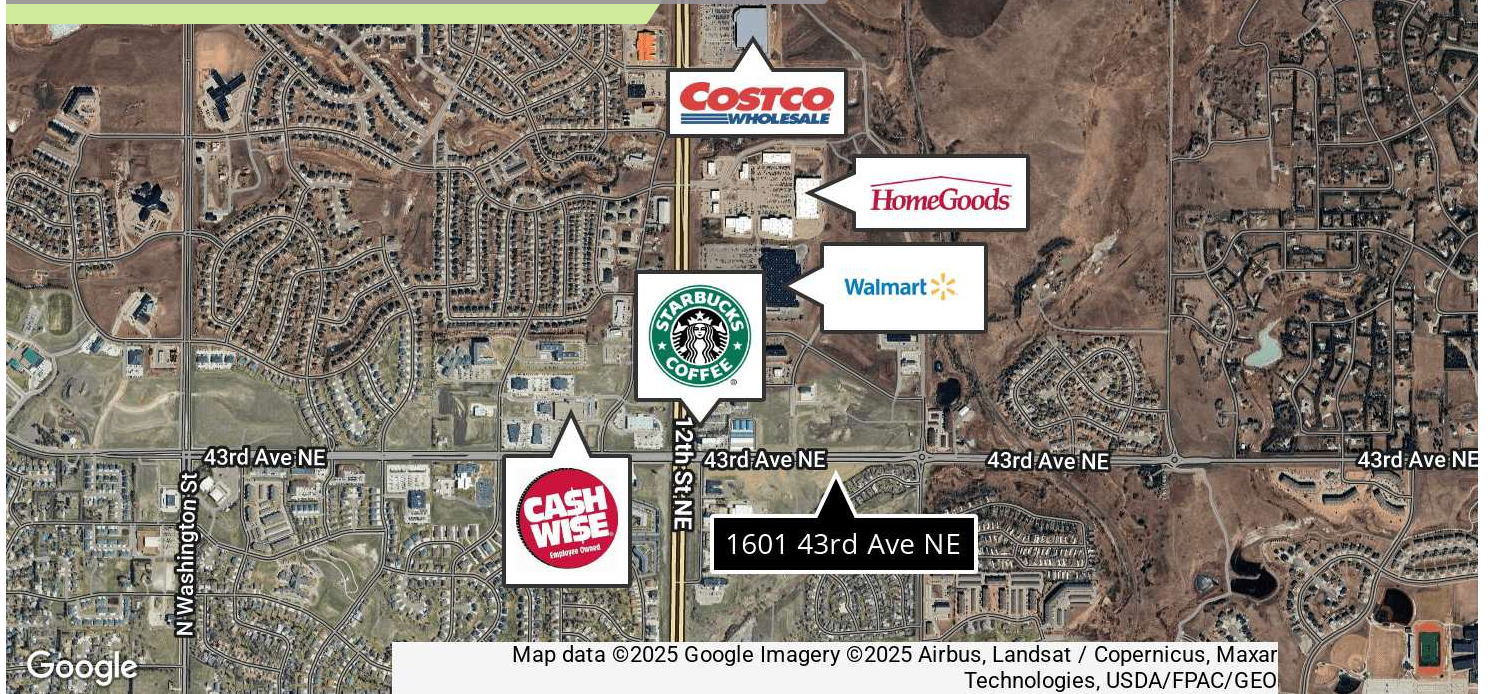 COSTCO
WHOLESALE
HomeGoods
Walmart
STARBUCKS
COFFEE
®
43rd Ave NE
12th St NE
43rd Ave NE
43rd Ave NE
43rd Ave NE
N Washington St
CA$H
WI$E
Employee Owned
1601 43rd Ave NE
Google
Map data ©2025 Google Imagery ©2025 Airbus, Landsat / Copernicus, Maxar
Technologies, USDA/FPAC/GEO